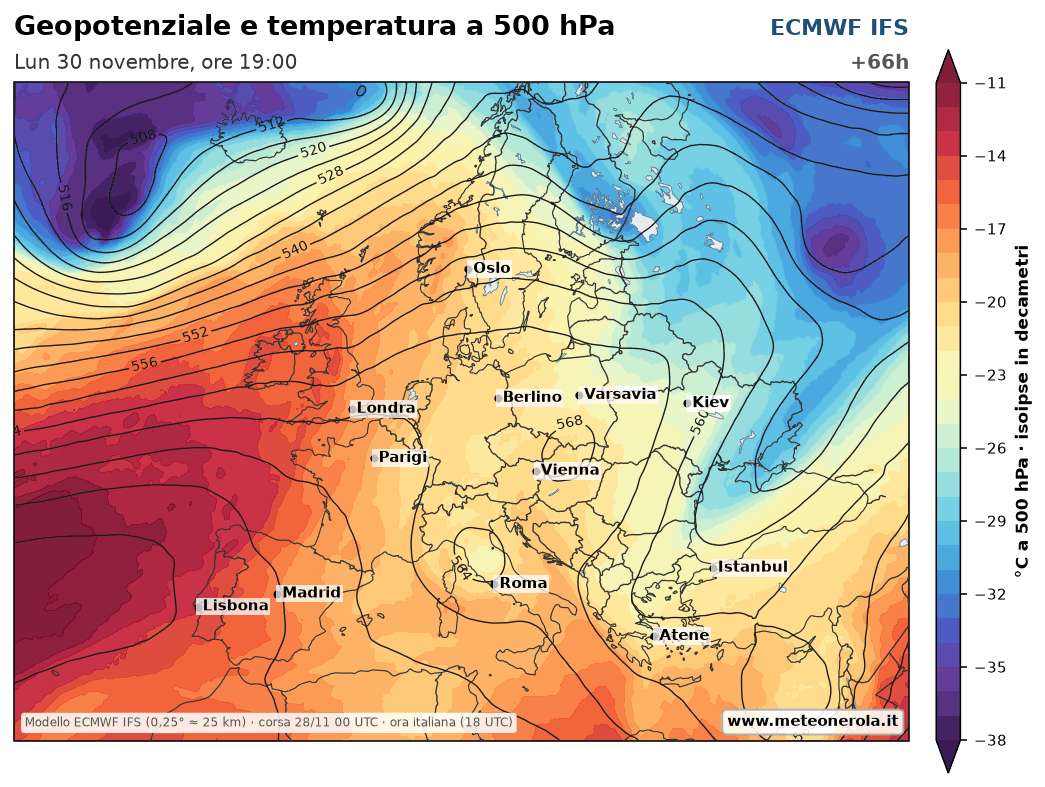 Geopotenziale e temperatura a 500 hPa
ECMWF IFS
Lun 30 novembre, ore 19:00
+66h
508
512
516
520
528
540
552
556
Oslo
Londra
Berlino
Varsavia
Kiev
560
568
Parigi
Vienna
564
Roma
Istanbul
Madrid
Lisbona
Atene
Modello ECMWF IFS (0,25° ≈ 25 km) · corsa 28/11 00 UTC · ora italiana (18 UTC)
www.meteonerola.it
−11
−14
−17
−20
−23
−26
−29
−32
−35
−38
°C a 500 hPa · isoipse in decametri